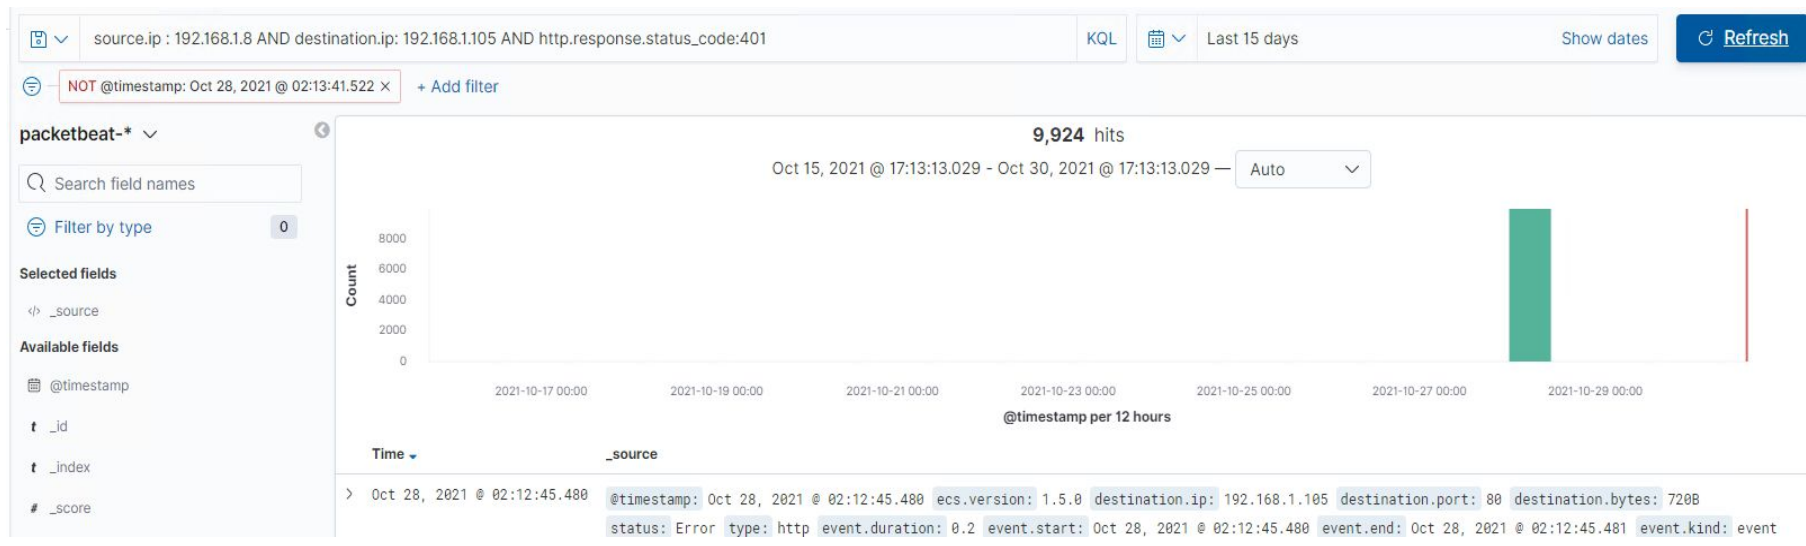 source.ip : 192.168.1.8 AND destination.ip: 192.168.1.105 AND http.response.status_code:401 KQL Last 15 days Show dates Refresh
NOT @timestamp: Oct 28, 2021 @ 02:13:41.522 × + Add filter
packetbeat-*
9,924 hits
Oct 15, 2021 @ 17:13:13.029 - Oct 30, 2021 @ 17:13:13.029 — Auto
Search field names
Filter by type 0
Selected fields
</> _source
Available fields
@timestamp
t _id
t _index
# _score
Count
8000
6000
4000
2000
0
2021-10-17 00:00 2021-10-19 00:00 2021-10-21 00:00 2021-10-23 00:00 2021-10-25 00:00 2021-10-27 00:00 2021-10-29 00:00
@timestamp per 12 hours
Time _source
> Oct 28, 2021 @ 02:12:45.480 @timestamp: Oct 28, 2021 @ 02:12:45.480 ecs.version: 1.5.0 destination.ip: 192.168.1.105 destination.port: 80 destination.bytes: 720B
status: Error type: http event.duration: 0.2 event.start: Oct 28, 2021 @ 02:12:45.480 event.end: Oct 28, 2021 @ 02:12:45.481 event.kind: event